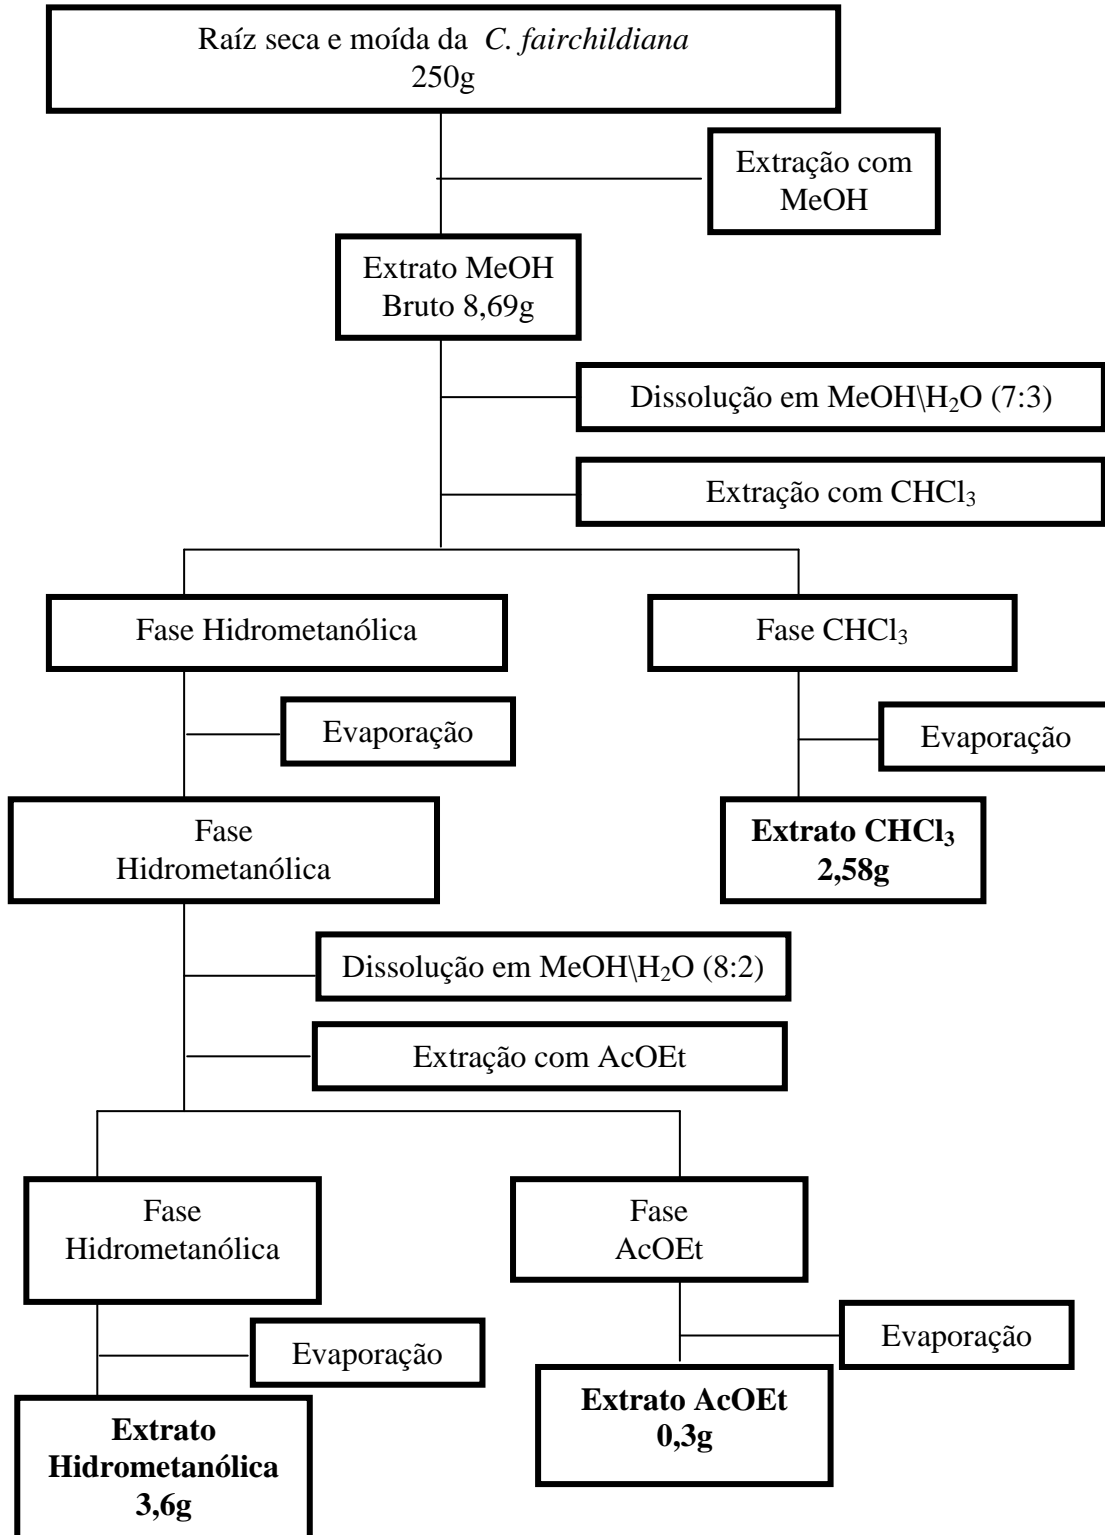 Raíz seca e moída da C. fairchildiana
250g
Extração com
MeOH
Extrato MeOH
Bruto 8,69g
Dissolução em MeOH\H₂O (7:3)
Extração com CHCl₃
Fase Hidrometanólica
Fase CHCl₃
Evaporação
Evaporação
Fase
Hidrometanólica
Extrato CHCl₃
2,58g
Dissolução em MeOH\H₂O (8:2)
Extração com AcOEt
Fase
Hidrometanólica
Fase
AcOEt
Evaporação
Evaporação
Extrato
Hidrometanólica
3,6g
Extrato AcOEt
0,3g